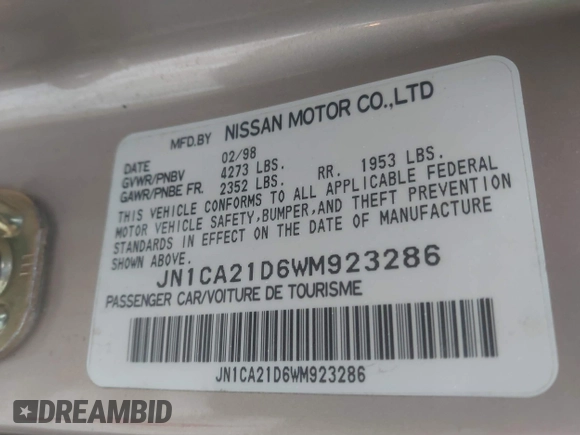 MFD.BY NISSAN MOTOR CO.,LTD
DATE 02/98
GVWR/PNBV 4273 LBS.
GAWR/PNBE FR. 2352 LBS. RR. 1953 LBS.
THIS VEHICLE CONFORMS TO ALL APPLICABLE FEDERAL
MOTOR VEHICLE SAFETY,BUMPER,AND THEFT PREVENTION
STANDARDS IN EFFECT ON THE DATE OF MANUFACTURE
SHOWN ABOVE.
JN1CA21D6WM923286
PASSENGER CAR/VOITURE DE TOURISME
JN1CA21D6WM923286
DREAMBID